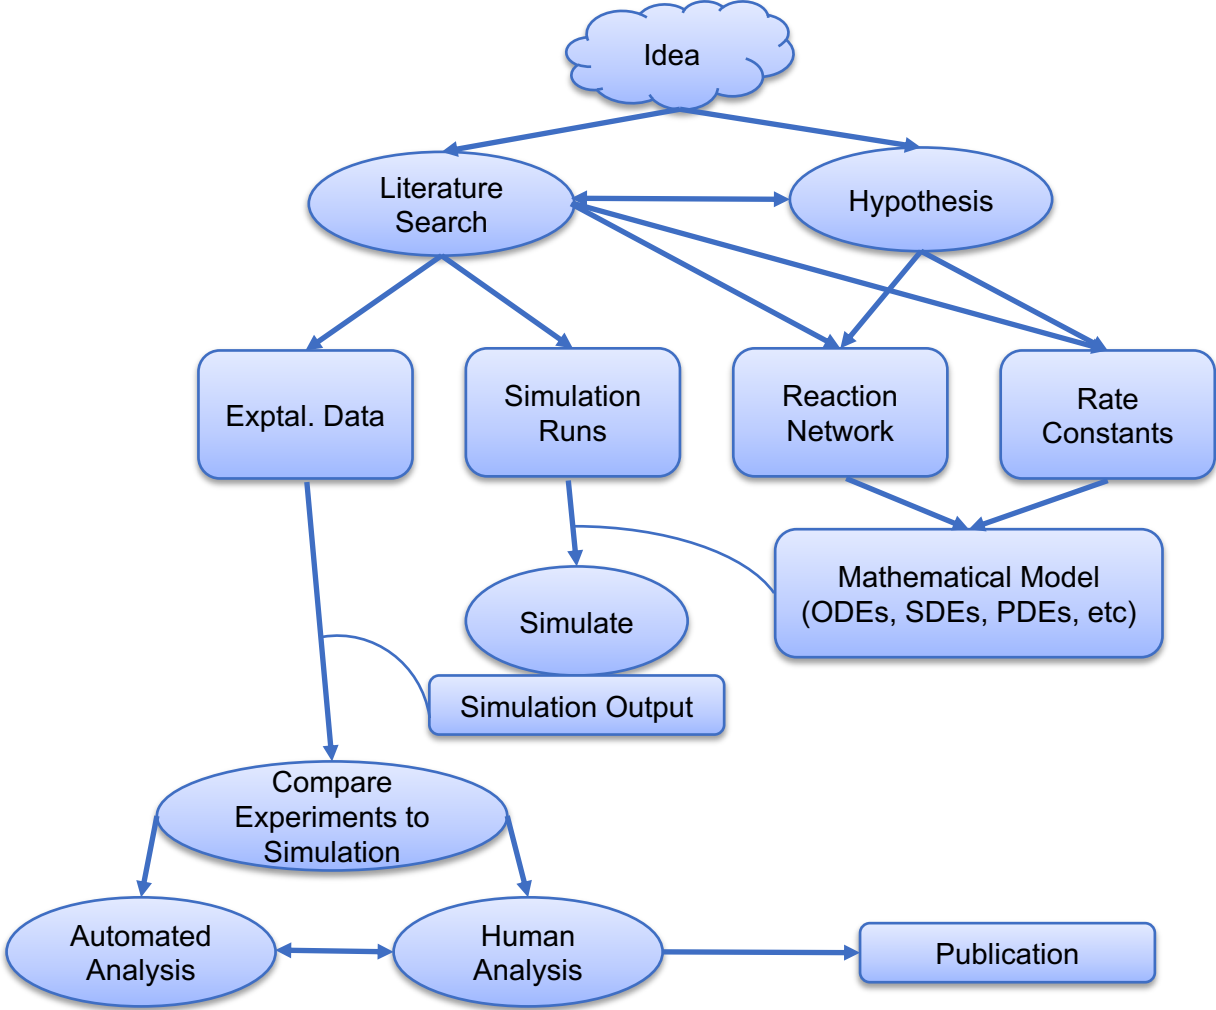 Idea
Literature
Search
Hypothesis
Exptal. Data
Simulation
Runs
Reaction
Network
Rate
Constants
Mathematical Model
(ODEs, SDEs, PDEs, etc)
Simulate
Simulation Output
Compare
Experiments to
Simulation
Automated
Analysis
Human
Analysis
Publication